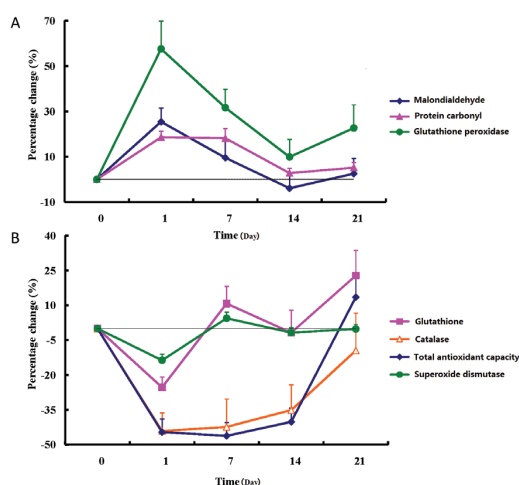 A
Percentage change (%)
70
50
30
10
-10
0 1 7 14 21
Time (Day)
Malondialdehyde
Protein carbonyl
Glutathione peroxidase
B
Percentage change (%)
40
25
10
-5
-20
-35
-50
0 1 7 14 21
Time (Day)
Glutathione
Catalase
Total antioxidant capacity
Superoxide dismutase